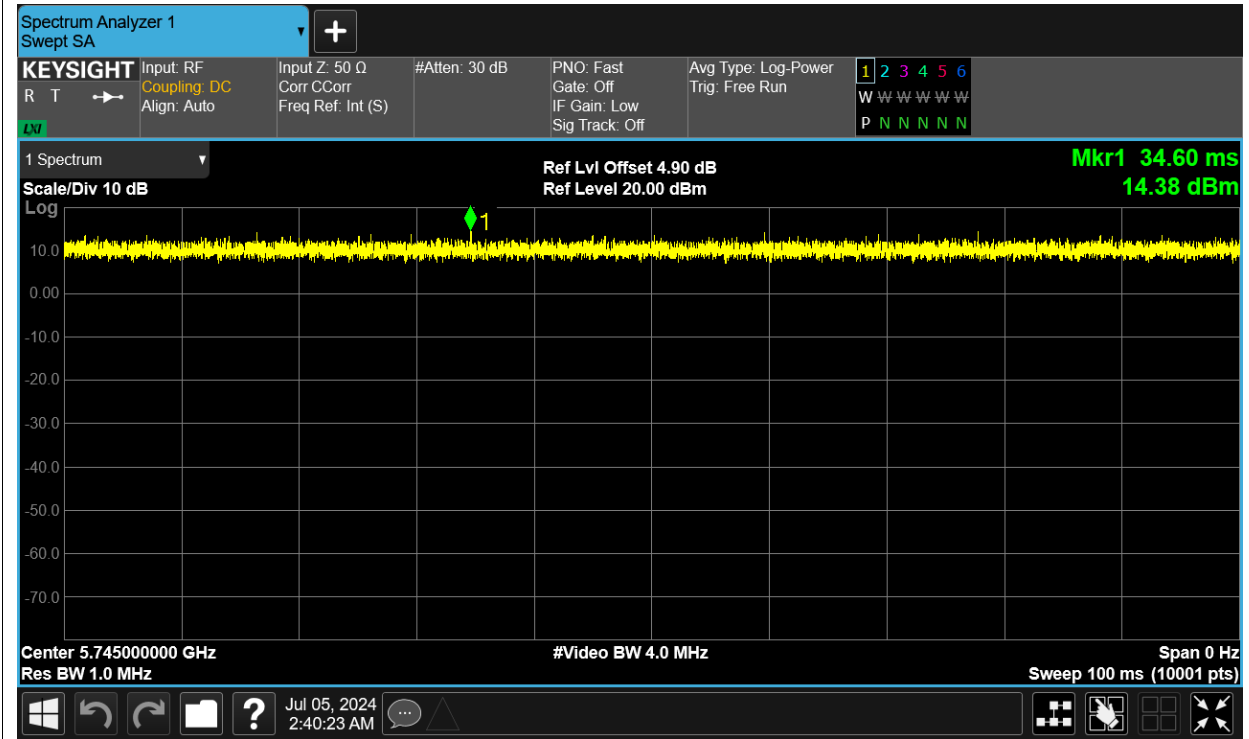 Spectrum Analyzer 1
Swept SA
KEYSIGHT
R T
LXI
Input: RF
Coupling: DC
Align: Auto
Input Z: 50 Ω
Corr CCorr
Freq Ref: Int (S)
#Atten: 30 dB
PNO: Fast
Gate: Off
IF Gain: Low
Sig Track: Off
Avg Type: Log-Power
Trig: Free Run
1 2 3 4 5 6
W W W W W W
P N N N N N
1 Spectrum
Scale/Div 10 dB
Ref Lvl Offset 4.90 dB
Ref Level 20.00 dBm
Mkr1 34.60 ms
14.38 dBm
Log
1
10.0
0.00
-10.0
-20.0
-30.0
-40.0
-50.0
-60.0
-70.0
Center 5.745000000 GHz
Res BW 1.0 MHz
#Video BW 4.0 MHz
Span 0 Hz
Sweep 100 ms (10001 pts)
?
Jul 05, 2024
2:40:23 AM